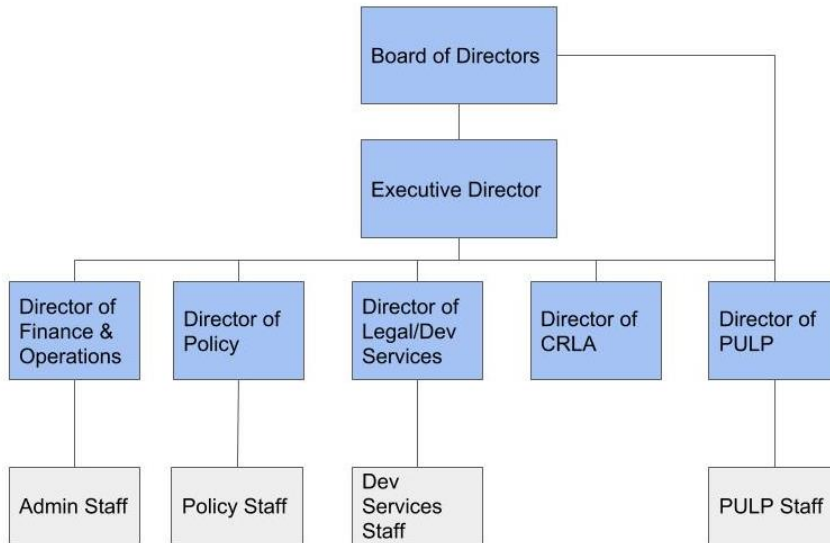 Board of Directors
Executive Director
Director of
Finance &
Operations
Director of
Policy
Director of
Legal/Dev
Services
Director of
CRLA
Director of
PULP
Admin Staff
Policy Staff
Dev
Services
Staff
PULP Staff